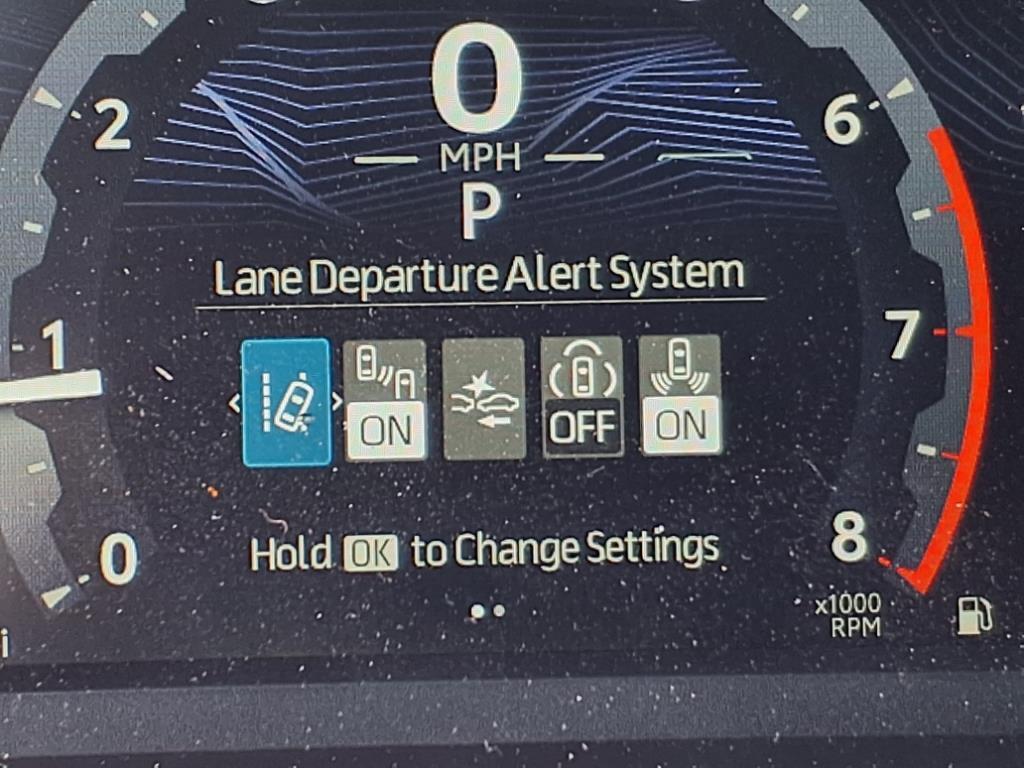 0
MPH
P
2
6
Lane Departure Alert System
1
7
ON
OFF
ON
Hold OK to Change Settings
0
8
x1000
RPM
i